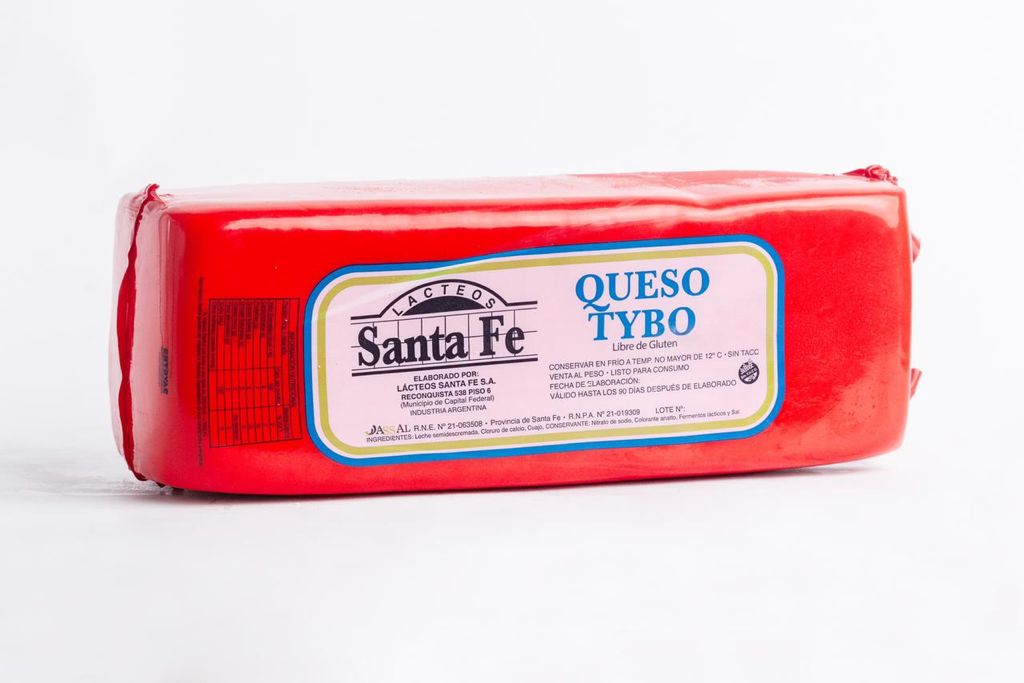 LACTEOS
Santa Fe
ELABORADO POR:
LÁCTEOS SANTA FE S.A.
RECONQUISTA 538 PISO 6
(Municipio de Capital Federal)
INDUSTRIA ARGENTINA
QUESO
TYBO
Libre de Gluten
CONSERVAR EN FRÍO A TEMP. NO MAYOR DE 12° C • SIN TACC
VENTA AL PESO • LISTO PARA CONSUMO
FECHA DE ELABORACIÓN:
VÁLIDO HASTA LOS 90 DÍAS DESPUÉS DE ELABORADO
R.N.E. Nº 21-063508 • Provincia de Santa Fe • R.N.P.A. Nº 21-019309 LOTE Nº:
INGREDIENTES: Leche semidescremada, Cloruro de calcio, Cuajo, CONSERVANTE: Nitrato de sodio, Colorante anatto, Fermentos lácticos y Sal.